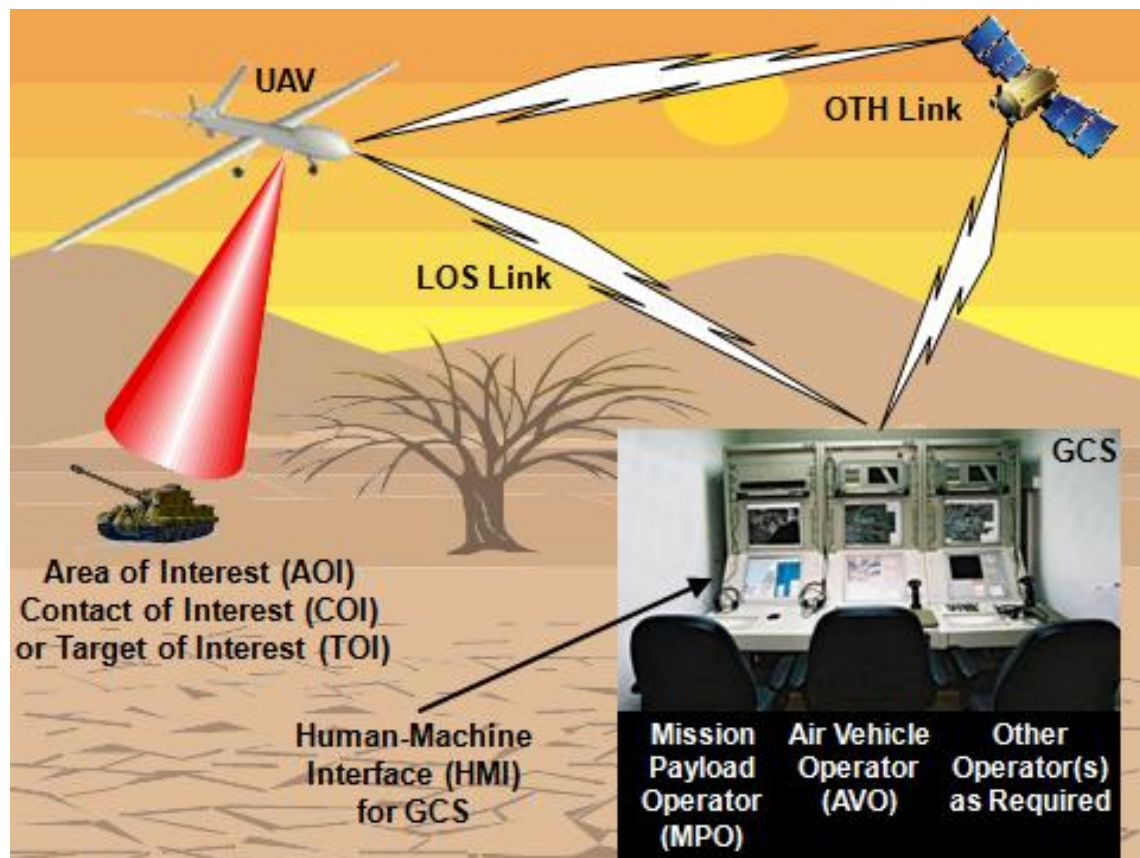 UAV
OTH Link
LOS Link
GCS
Area of Interest (AOI)
Contact of Interest (COI)
or Target of Interest (TOI)
Human-Machine
Interface (HMI)
for GCS
Mission
Payload
Operator
(MPO)
Air Vehicle
Operator
(AVO)
Other
Operator(s)
as Required